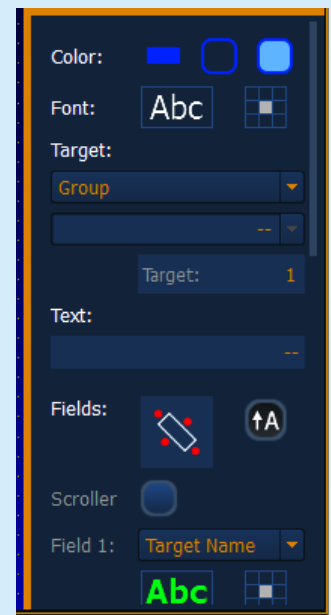 Color:
Font: Abc
Target:
Group
--
Target: 1
Text:
--
Fields: A
Scroller
Field 1: Target Name
Abc